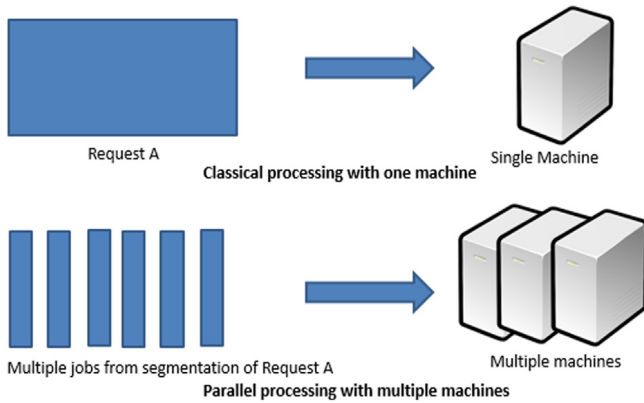 Request A
Single Machine
Classical processing with one machine
Multiple jobs from segmentation of Request A
Multiple machines
Parallel processing with multiple machines